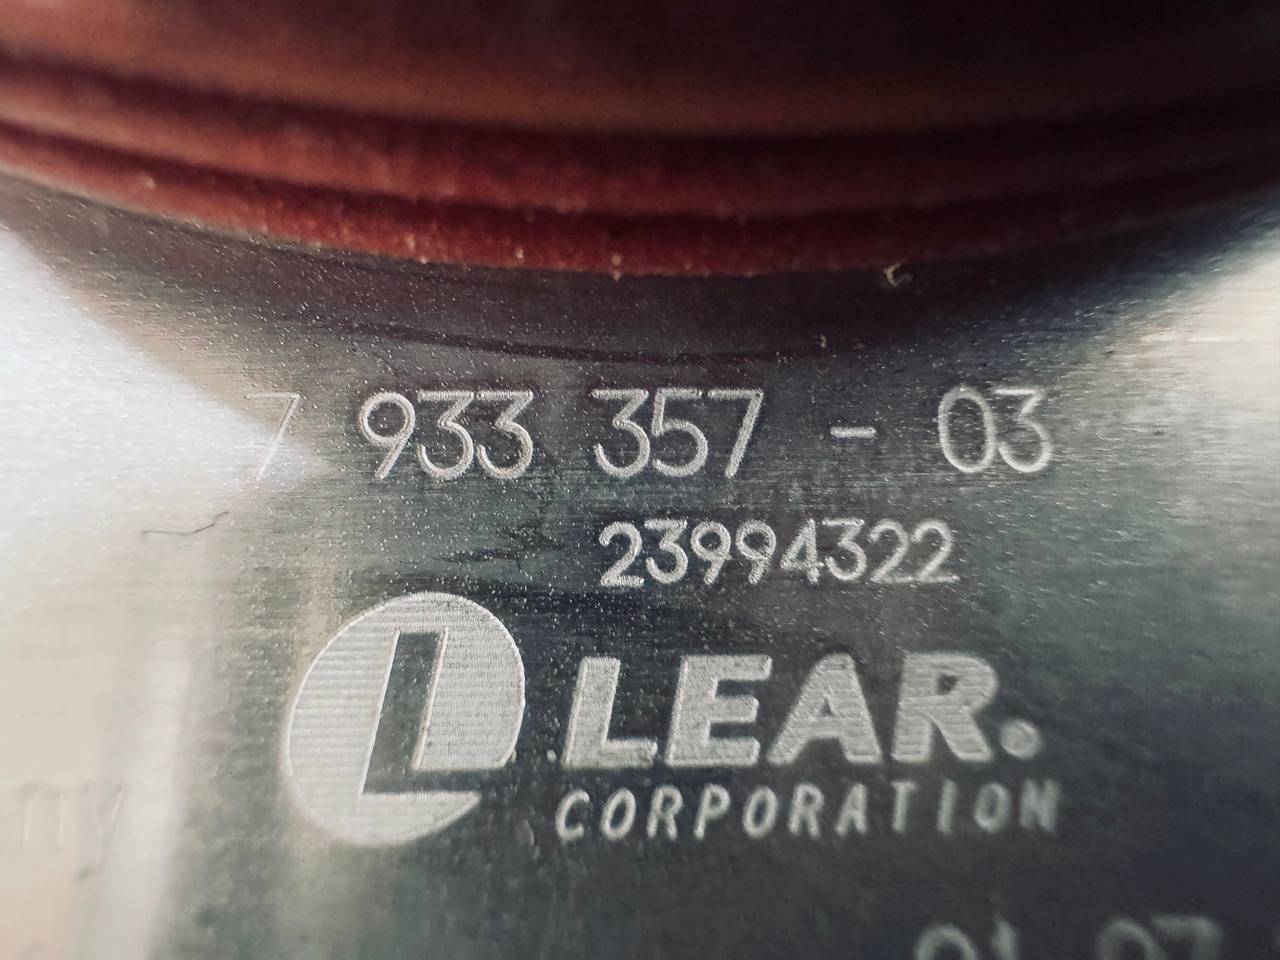 7 933 357 - 03
23994322
L LEAR.
CORPORATION